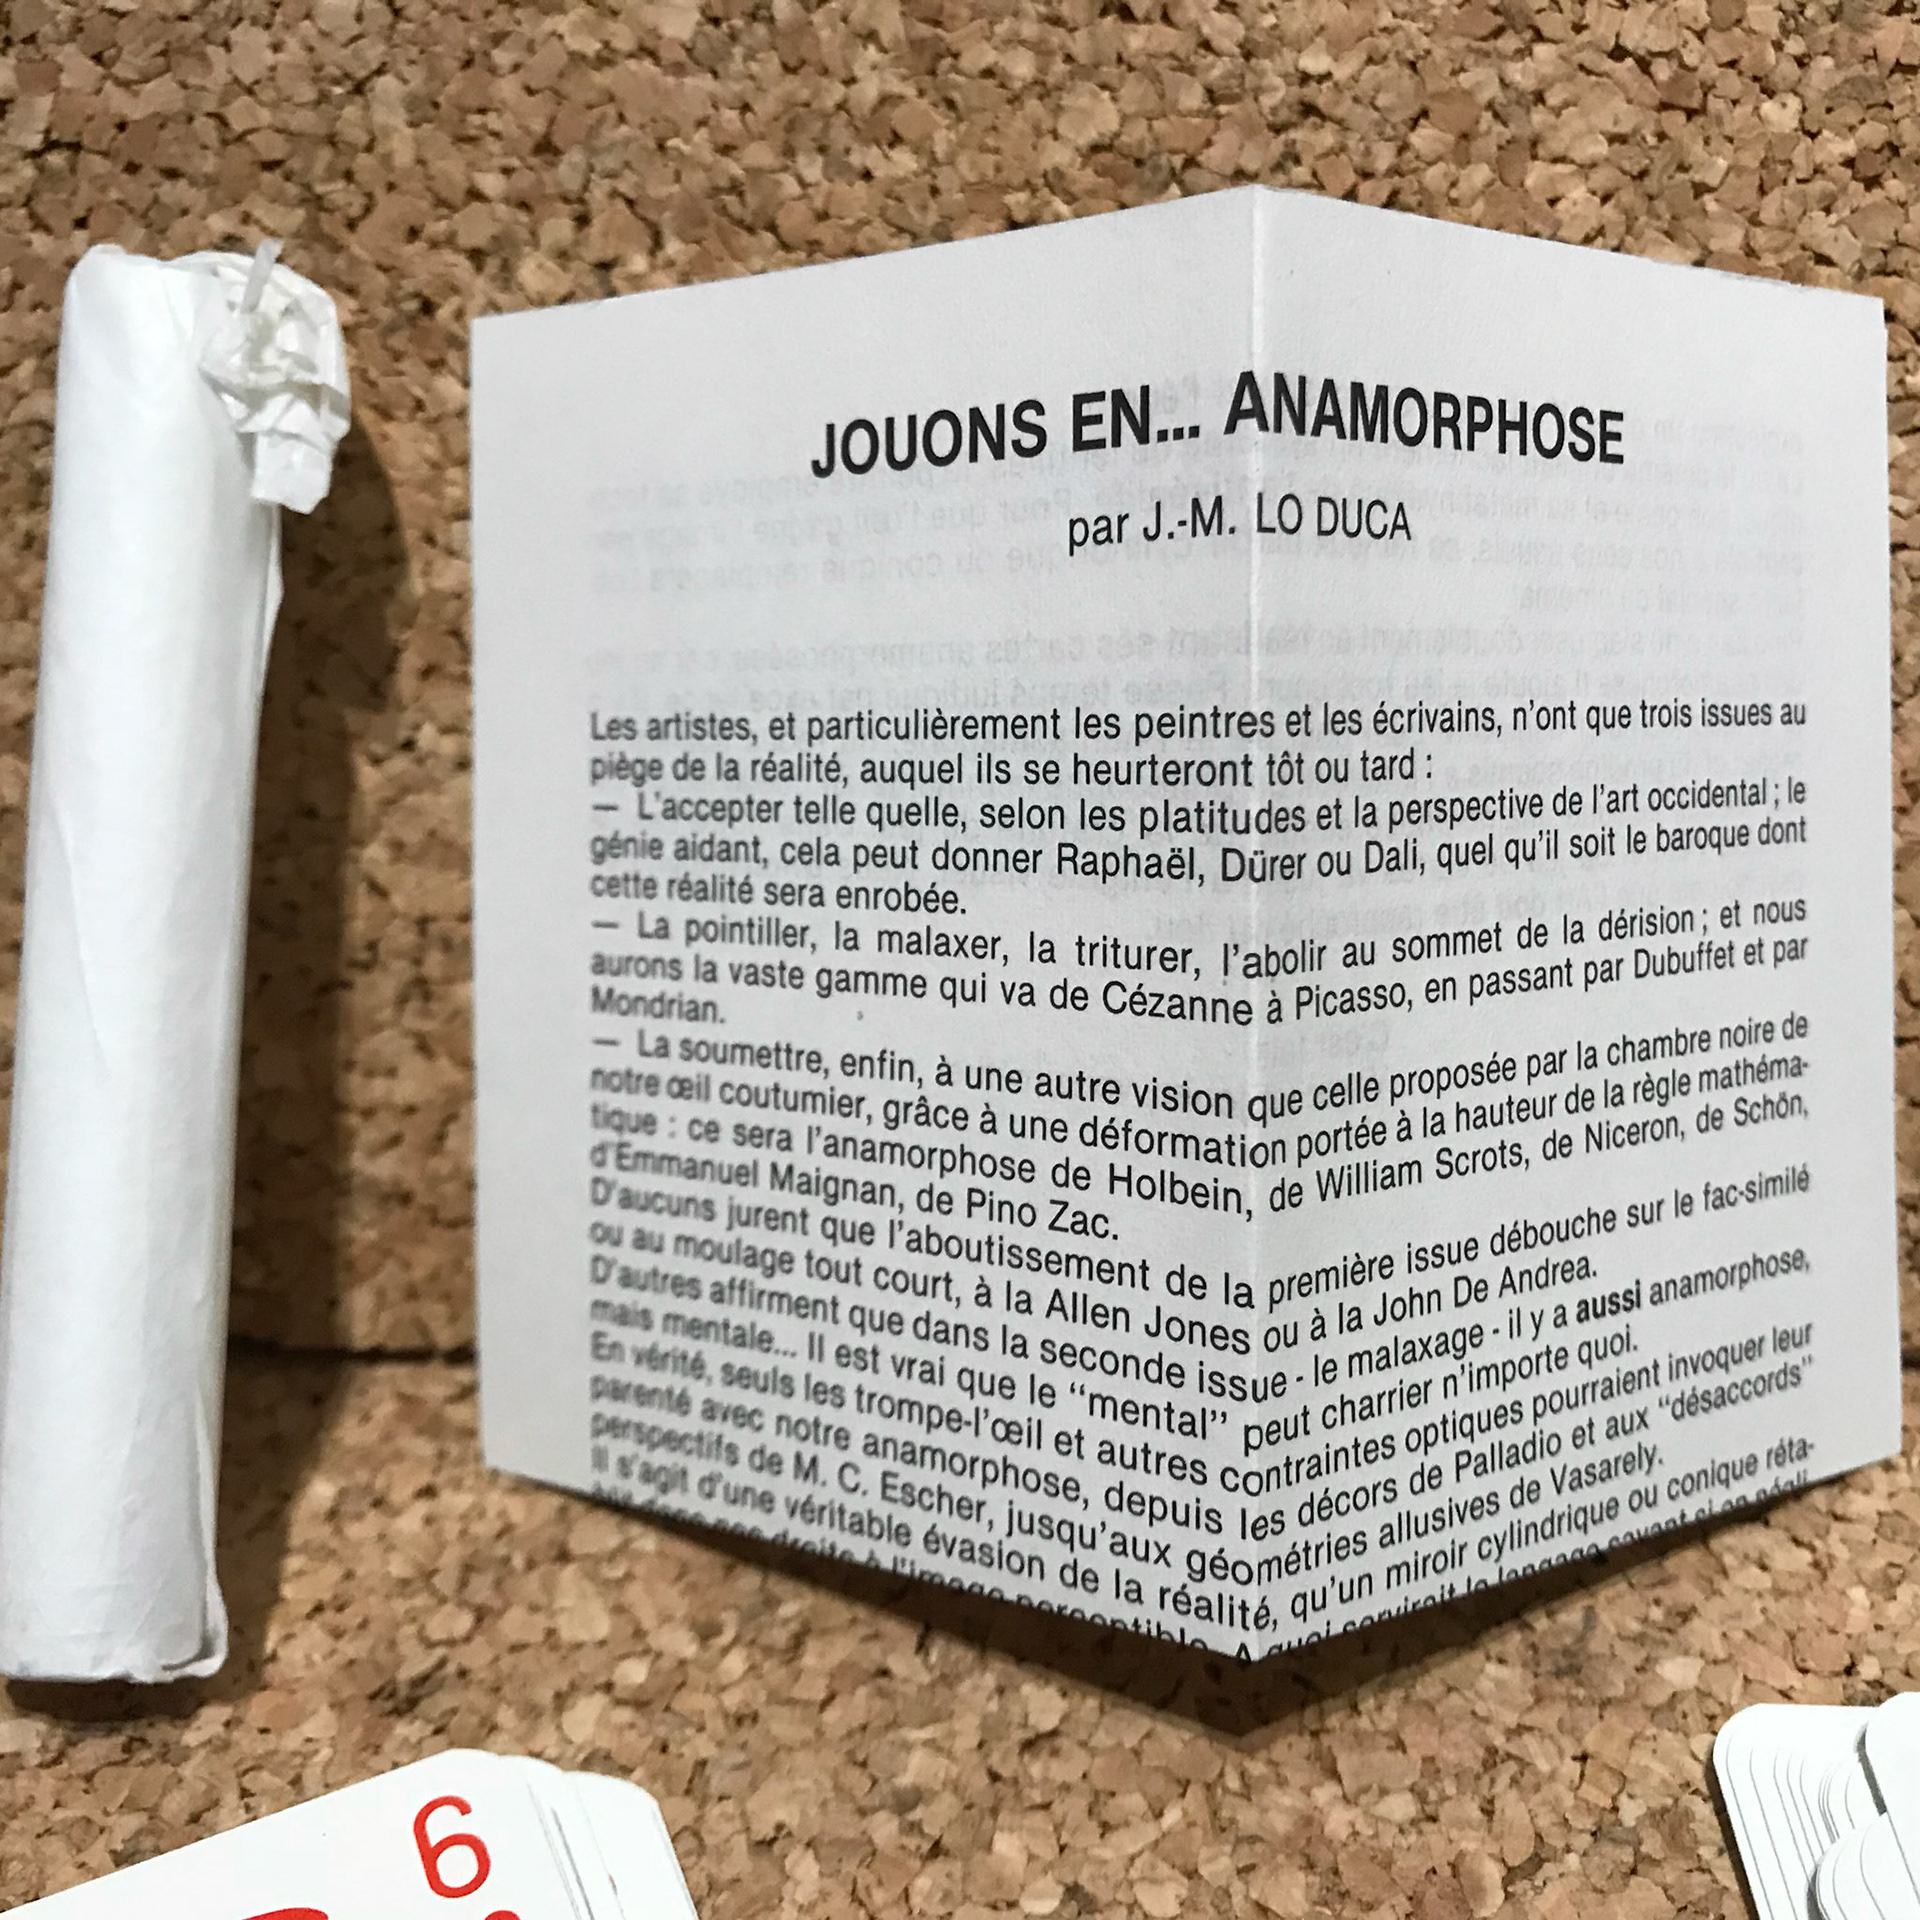 JOUONS EN... ANAMORPHOSE
par J.-M. LO DUCA
Les artistes, et particulièrement les peintres et les écrivains, n'ont que trois issues au
piège de la réalité, auquel ils se heurteront tôt ou tard :
— L'accepter telle quelle, selon les platitudes et la perspective de l'art occidental ; le
génie aidant, cela peut donner Raphaël, Dürer ou Dali, quel qu'il soit le baroque dont
cette réalité sera enrobée.
— La pointiller, la malaxer, la triturer, l'abolir au sommet de la dérision ; et nous
aurons la vaste gamme qui va de Cézanne à Picasso, en passant par Dubuffet et par
Mondrian.
— La soumettre, enfin, à une autre vision que celle proposée par la chambre noire de
notre œil coutumier, grâce à une déformation portée à la hauteur de la règle mathéma-
tique : ce sera l'anamorphose de Holbein, de William Scrots, de Niceron, de Schön,
d'Emmanuel Maignan, de Pino Zac.
D'aucuns jurent que l'aboutissement de la première issue débouche sur le fac-similé
ou au moulage tout court, à la Allen Jones ou à la John De Andrea.
D'autres affirment que dans la seconde issue - le malaxage - il y a aussi anamorphose,
mais mentale... Il est vrai que le "mental" peut charrier n'importe quoi.
En vérité, seuls les trompe-l'œil et autres contraintes optiques pourraient invoquer leur
parenté avec notre anamorphose, depuis les décors de Palladio et aux "désaccords"
perspectifs de M. C. Escher, jusqu'aux géométries allusives de Vasarely.
Il s'agit d'une véritable évasion de la réalité, qu'un miroir cylindrique ou conique réta-
droits à l'image perceptible. A quoi servirait le langage savant si on
6